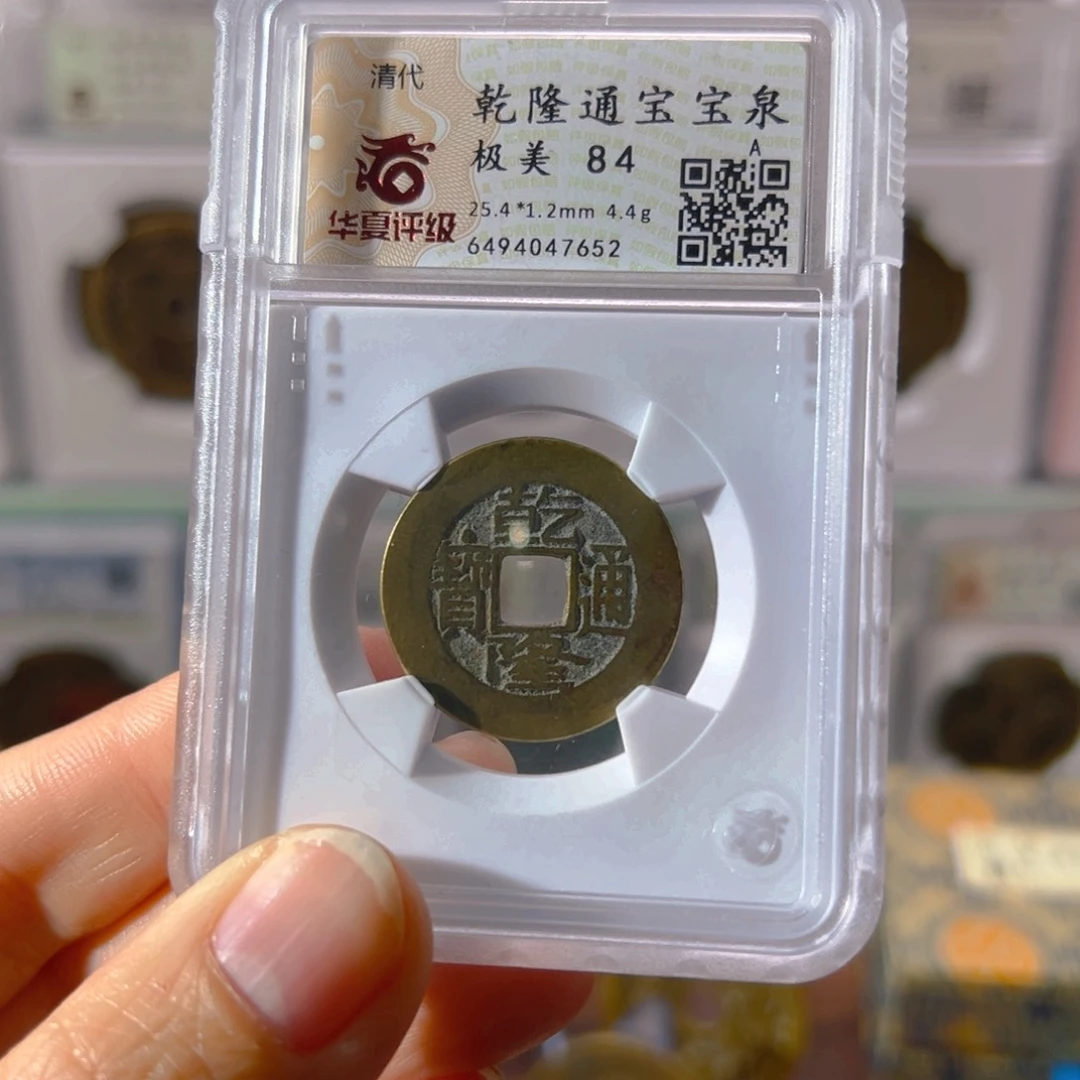 清代
华夏评级
乾隆通宝宝泉
极美 84
A
25.4*1.2mm 4.4g
6494047652
乾
隆
通
寶